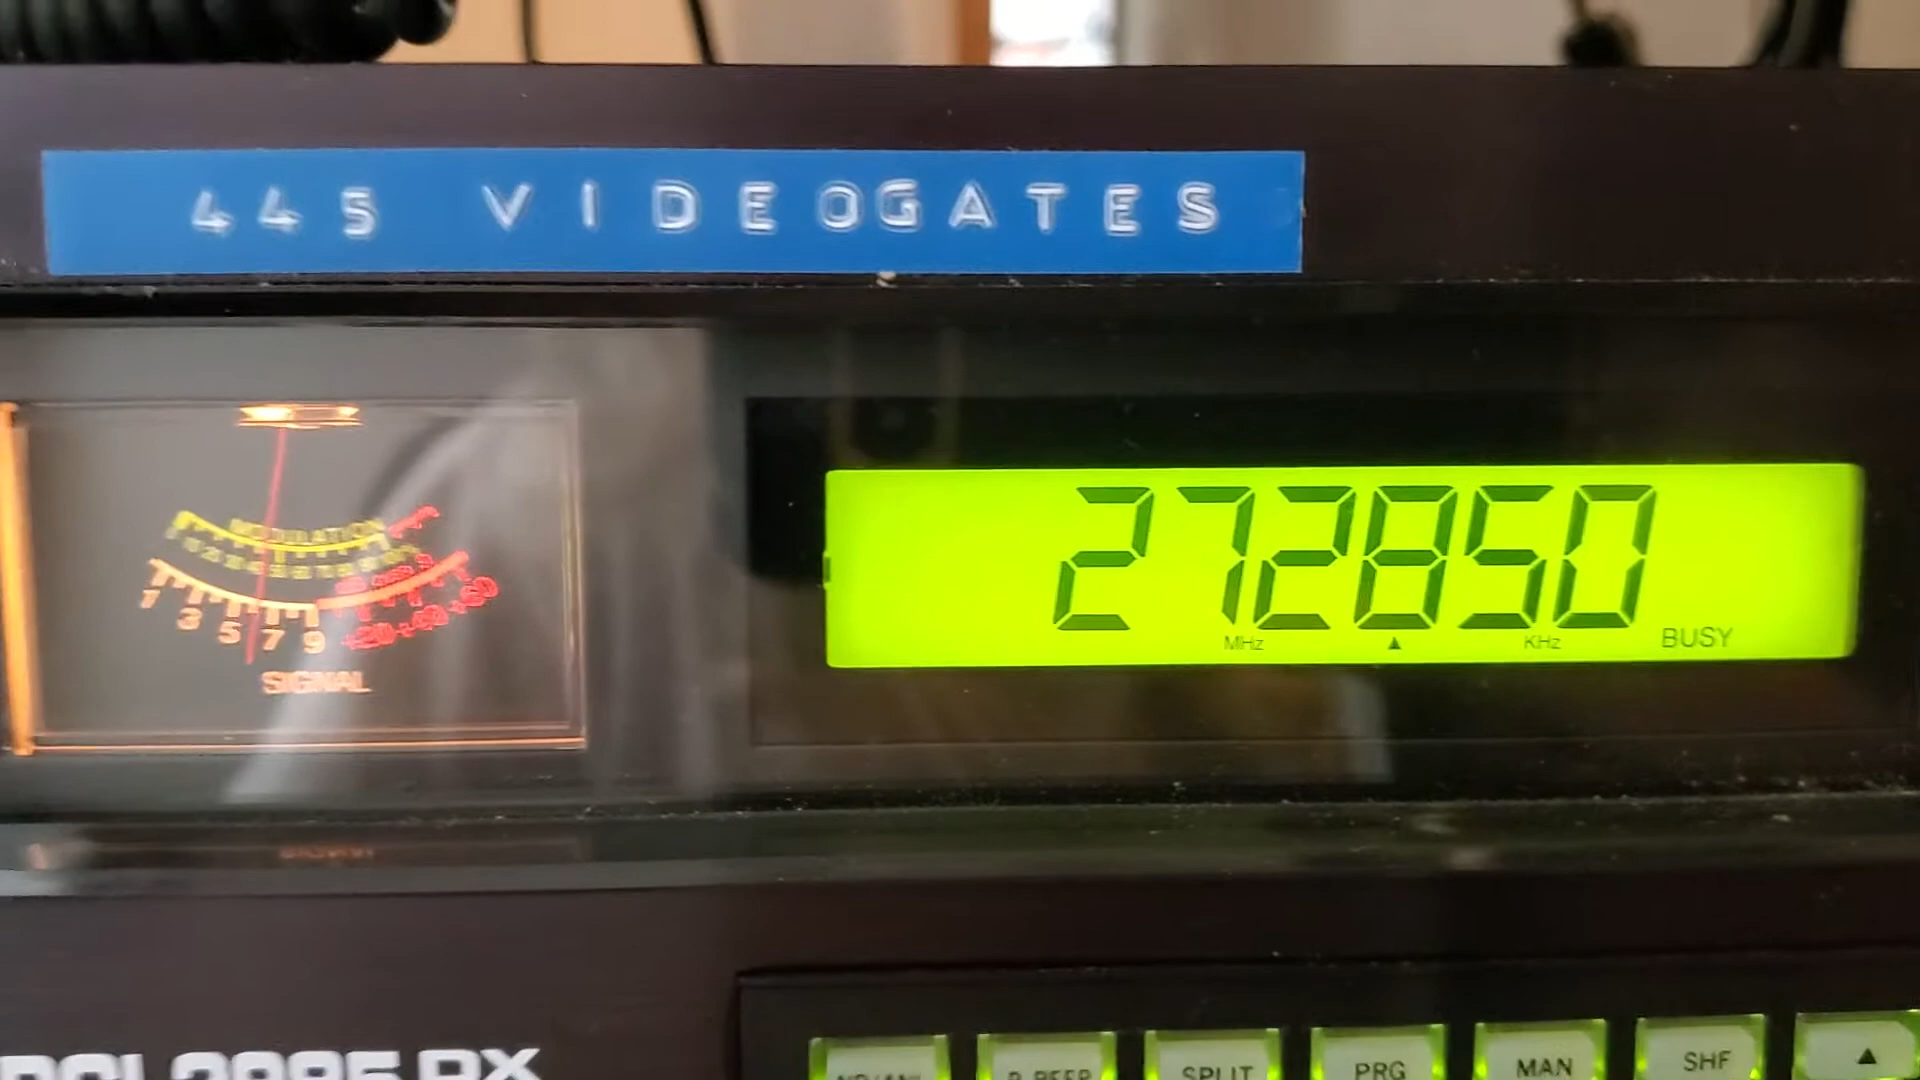 445 VIDEOGATES
MODULATION
1 3 5 7 9 +20 +40 +60
SIGNAL
272850
MHz ▲ KHz BUSY
SPLIT PRG MAN SHF ▲